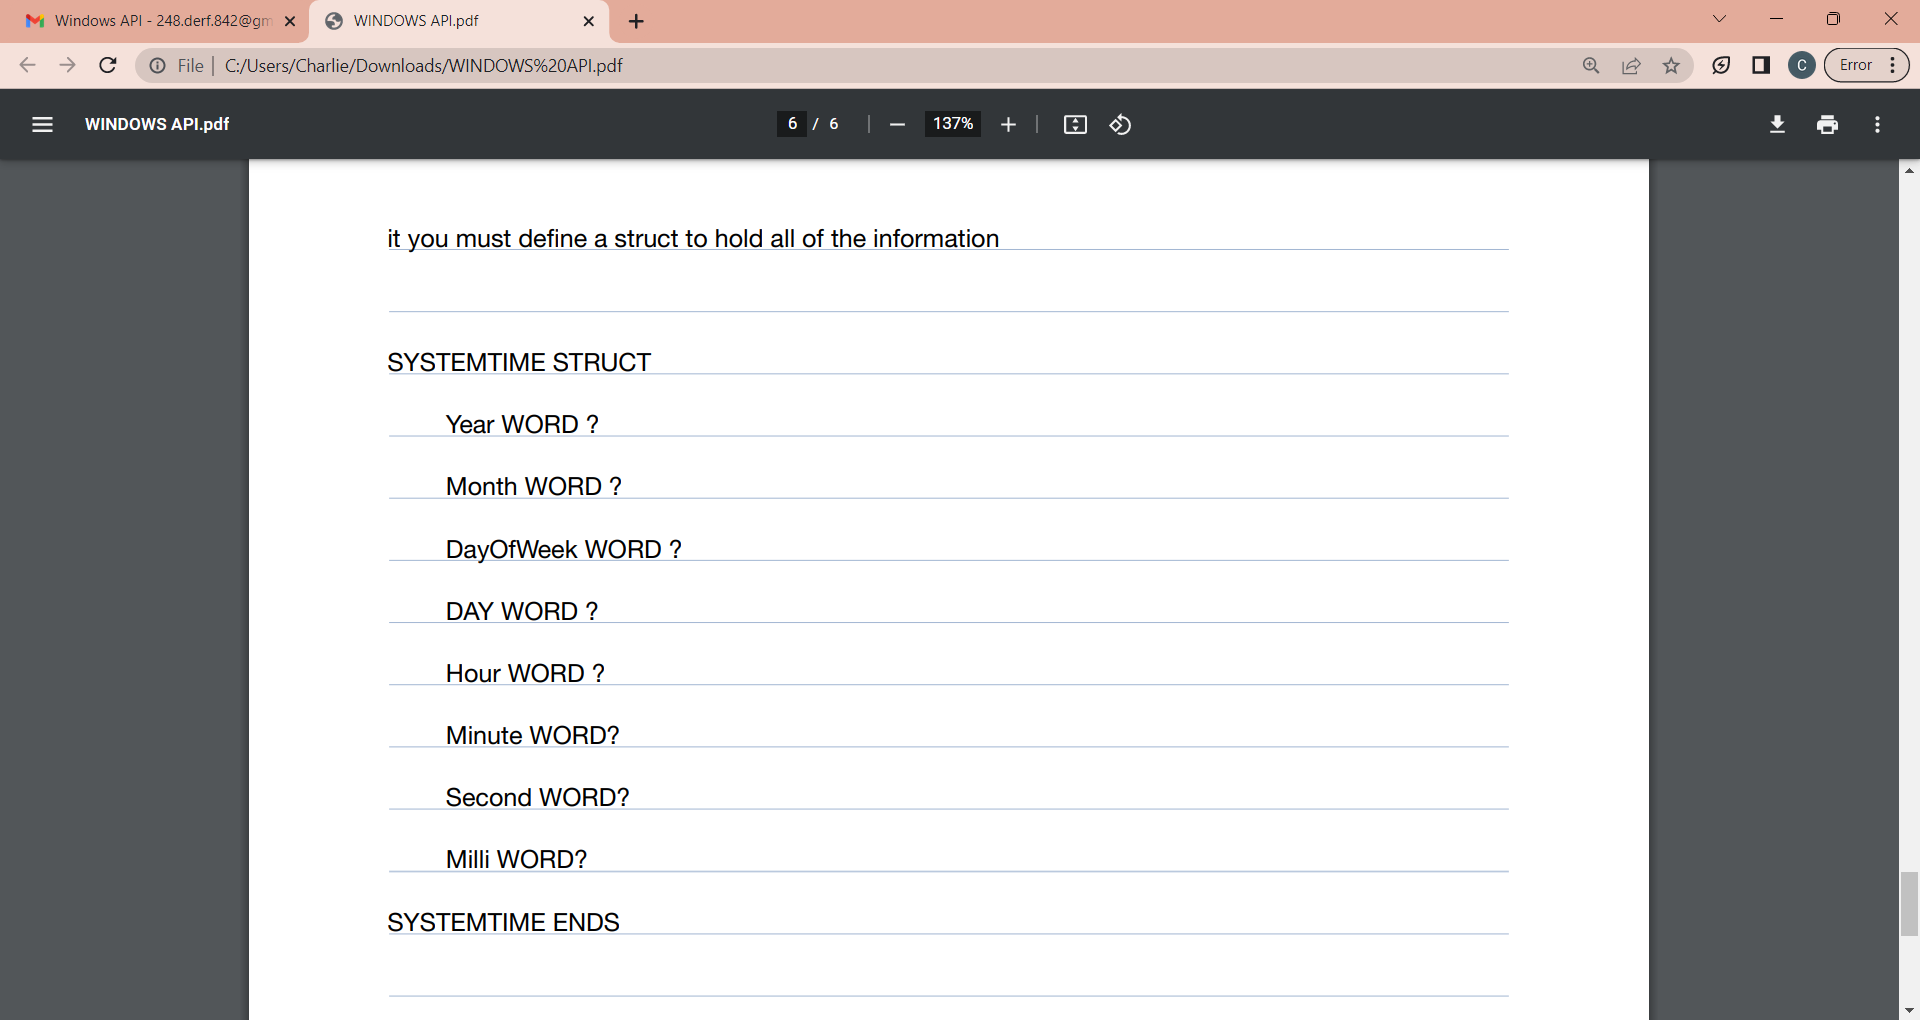 Windows API - 248.derf.842@gm
WINDOWS API.pdf
File | C:/Users/Charlie/Downloads/WINDOWS%20API.pdf
C
Error
WINDOWS API.pdf
6 / 6
137%
it you must define a struct to hold all of the information
SYSTEMTIME STRUCT
Year WORD ?
Month WORD ?
DayOfWeek WORD ?
DAY WORD ?
Hour WORD ?
Minute WORD?
Second WORD?
Milli WORD?
SYSTEMTIME ENDS